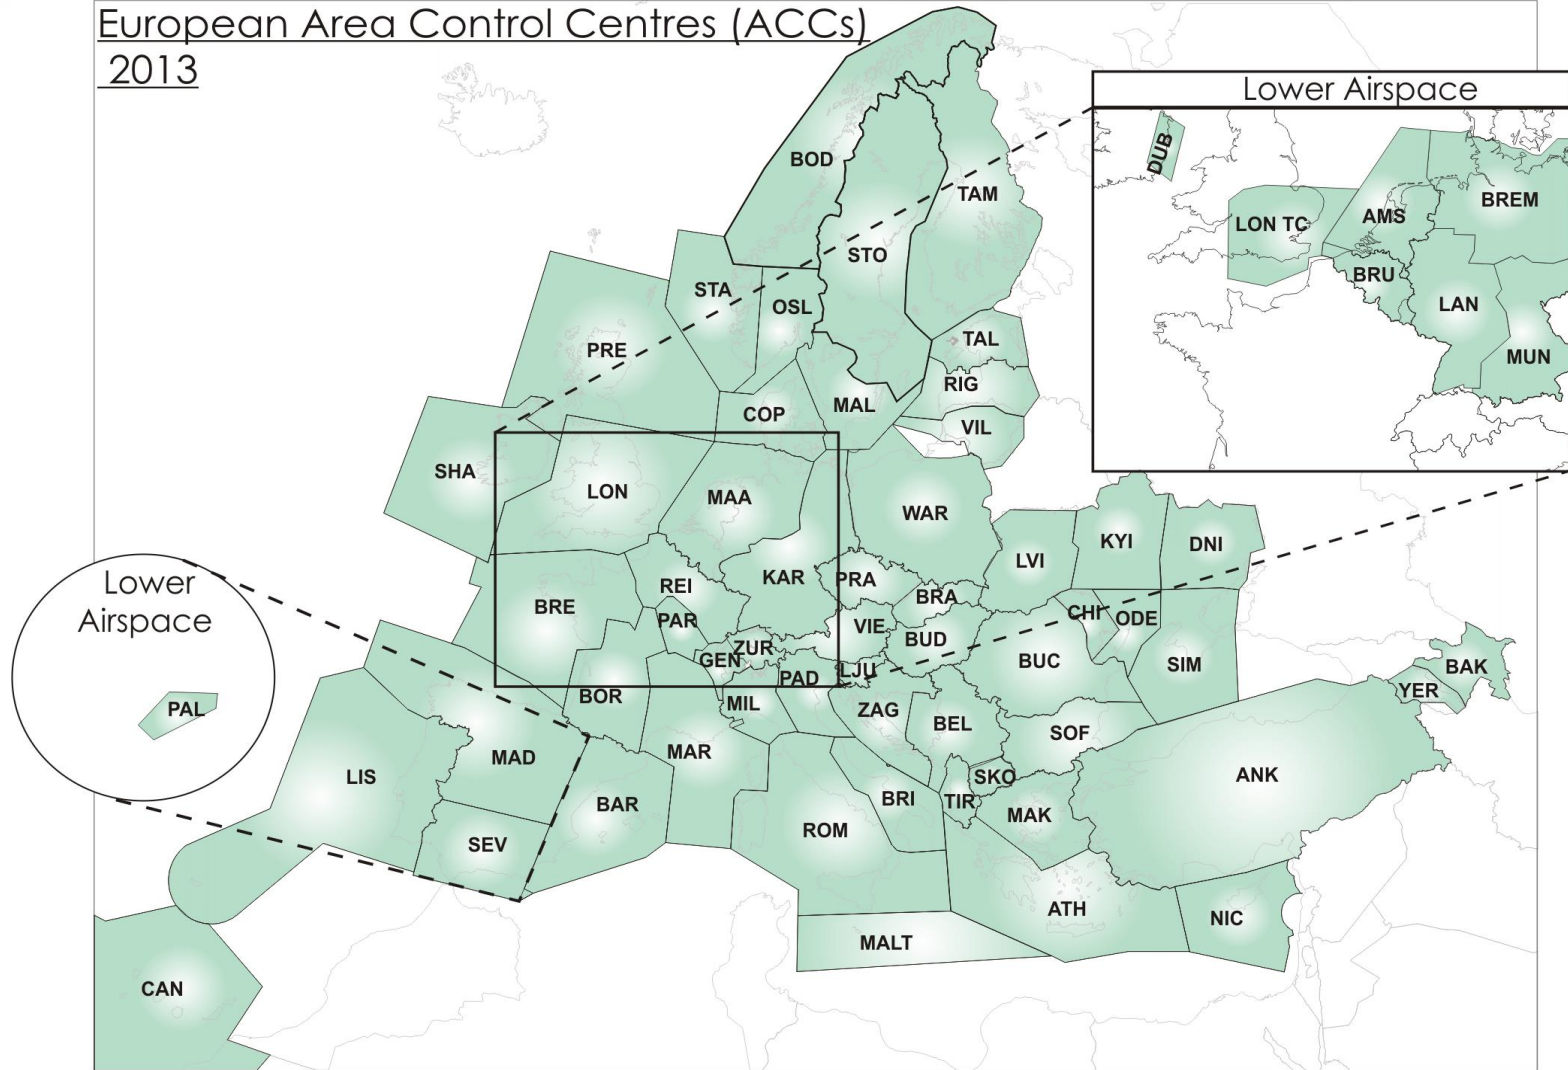 European Area Control Centres (ACCs)
2013
Lower Airspace
DUB
LON TC
AMS
BREM
BRU
LAN
MUN
BOD
TAM
STO
STA
OSL
PRE
TAL
RIG
COP
MAL
VIL
SHA
LON
MAA
WAR
KYI
DNI
LVI
KAR
PRA
REI
BRA
BRE
PAR
CHI
ODE
VIE
BUD
ZUR
GEN
BUC
SIM
LJU
PAD
BAK
YER
BOR
MIL
ZAG
BEL
SOF
Lower
Airspace
PAL
MAR
MAD
LIS
SKO
ANK
BAR
BRI
TIR
MAK
ROM
SEV
ATH
NIC
MALT
CAN